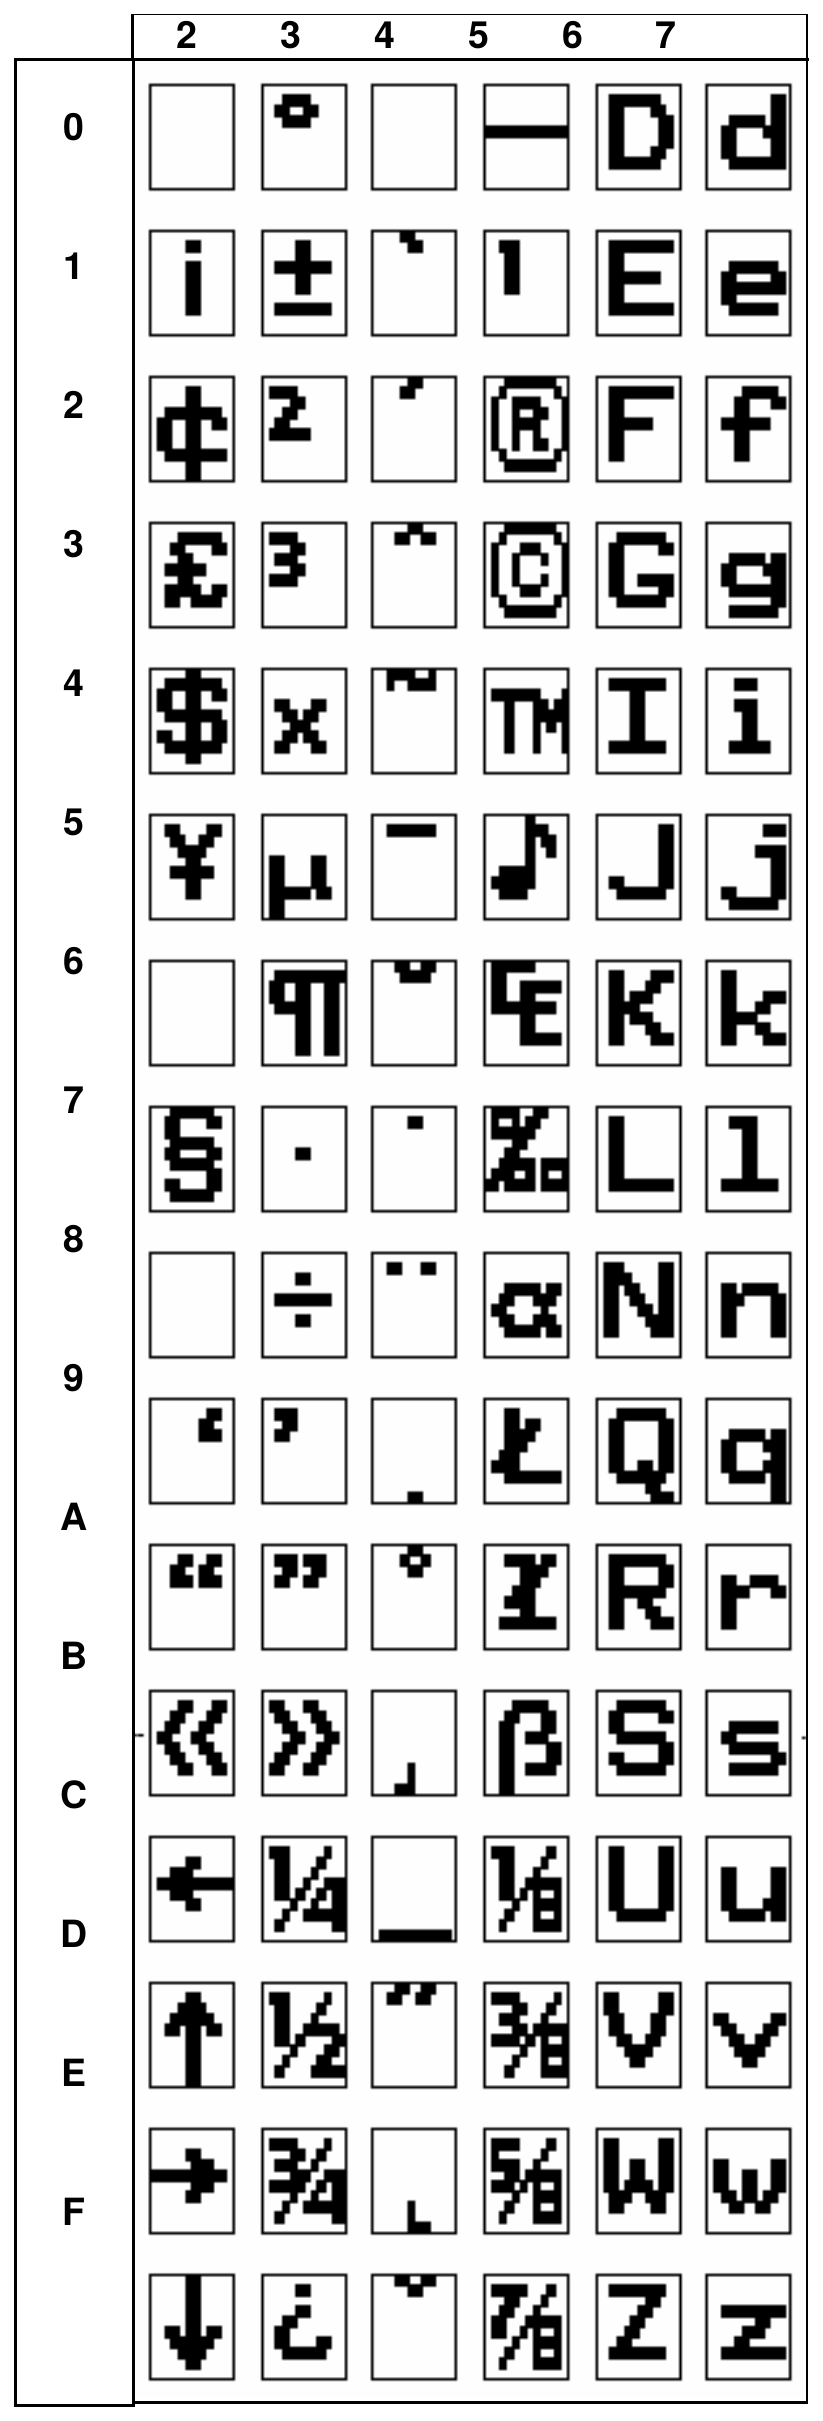 2 3 4 5 6 7
0 ° ― D d
1 ¡ ± ` ¹ E e
2 ¢ ² ´ ® F f
3 £ ³ ˆ © G g
4 $ × ˜ ™ I i
5 ¥ µ ¯ ♪ J j
6 ¶ ˘ ₠ K k
7 § · ˙ ‰ L l
8 ÷ ¨ α N n
9 ‘ ’ . Ł Q q
A “ ” ˚ R r
B « » ¸ β S s
C ← ¼ _ ⅛ U u
D ↑ ½ ˝ ⅜ V v
E → ¾ ˛ ⅝ W w
F ↓ ¿ ˇ ⅞ Z z